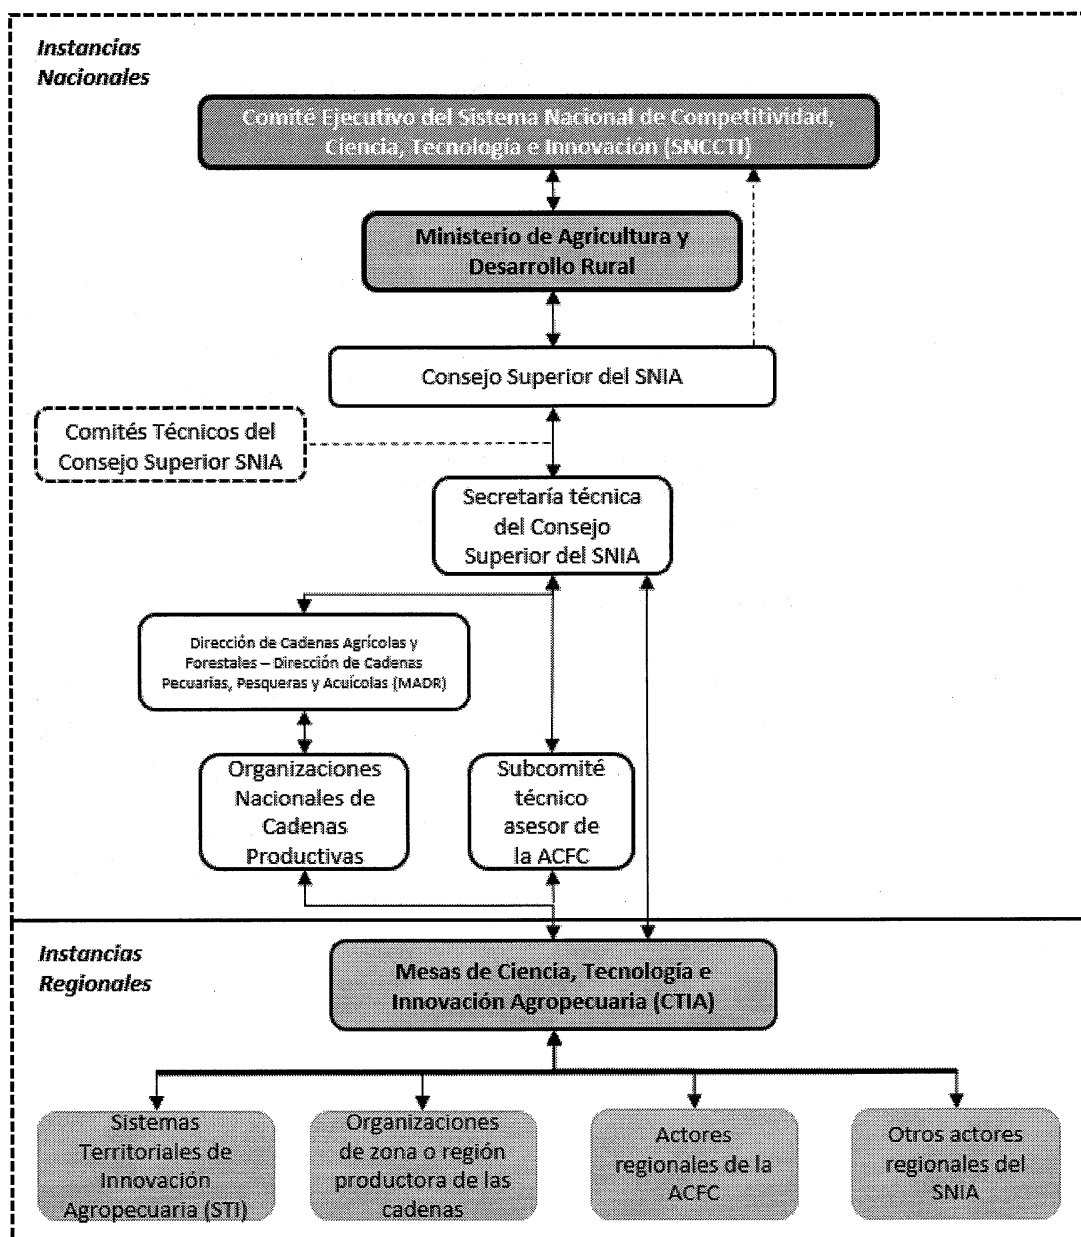 Instancias
Nacionales
Comité Ejecutivo del Sistema Nacional de Competitividad,
Ciencia, Tecnología e Innovación (SNCCTI)
Ministerio de Agricultura y
Desarrollo Rural
Consejo Superior del SNIA
Comités Técnicos del
Consejo Superior SNIA
Secretaría técnica
del Consejo
Superior del SNIA
Dirección de Cadenas Agrícolas y
Forestales – Dirección de Cadenas
Pecuarias, Pesqueras y Acuícolas (MADR)
Organizaciones
Nacionales de
Cadenas
Productivas
Subcomité
técnico
asesor de
la ACFC
Instancias
Regionales
Mesas de Ciencia, Tecnología e
Innovación Agropecuaria (CTIA)
Sistemas
Territoriales de
Innovación
Agropecuaria (STI)
Organizaciones
de zona o región
productora de las
cadenas
Actores
regionales de la
ACFC
Otros actores
regionales del
SNIA